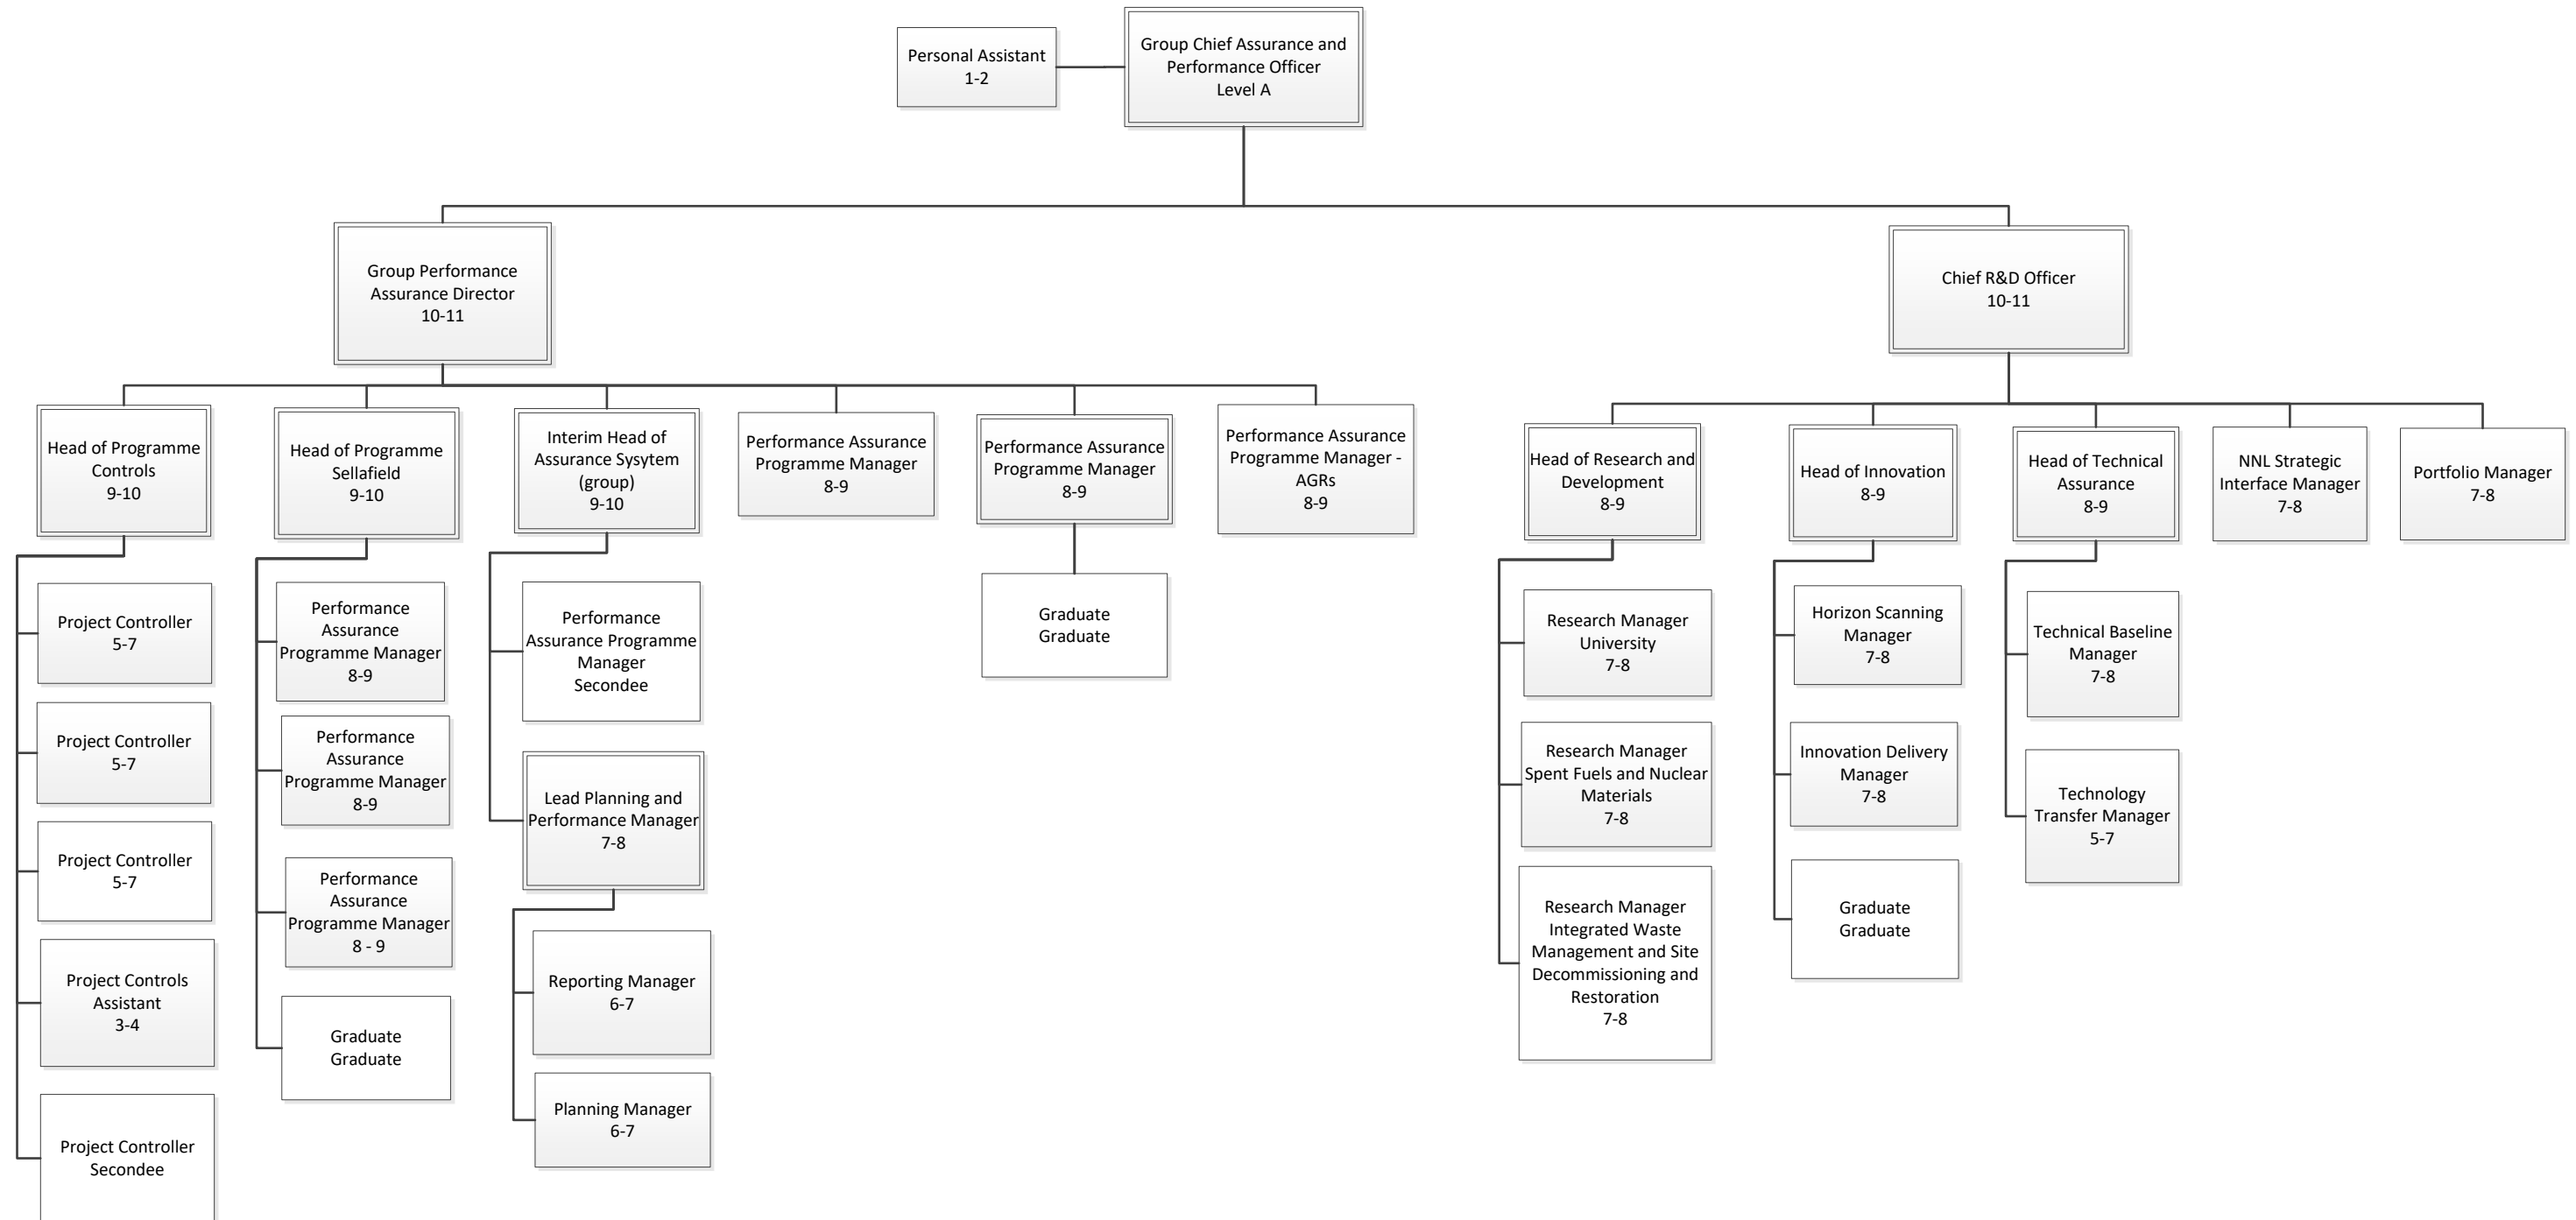 Personal Assistant
1-2
Group Chief Assurance and
Performance Officer
Level A
Group Performance
Assurance Director
10-11
Chief R&D Officer
10-11
Head of Programme
Controls
9-10
Head of Programme
Sellafield
9-10
Interim Head of
Assurance Sysytem
(group)
9-10
Performance Assurance
Programme Manager
8-9
Performance Assurance
Programme Manager
8-9
Performance Assurance
Programme Manager -
AGRs
8-9
Head of Research and
Development
8-9
Head of Innovation
8-9
Head of Technical
Assurance
8-9
NNL Strategic
Interface Manager
7-8
Portfolio Manager
7-8
Project Controller
5-7
Project Controller
5-7
Project Controller
5-7
Project Controls
Assistant
3-4
Project Controller
Secondee
Performance
Assurance
Programme Manager
8-9
Performance
Assurance
Programme Manager
8-9
Performance
Assurance
Programme Manager
8 - 9
Graduate
Graduate
Performance
Assurance Programme
Manager
Secondee
Lead Planning and
Performance Manager
7-8
Reporting Manager
6-7
Planning Manager
6-7
Graduate
Graduate
Research Manager
University
7-8
Research Manager
Spent Fuels and Nuclear
Materials
7-8
Research Manager
Integrated Waste
Management and Site
Decommissioning and
Restoration
7-8
Horizon Scanning
Manager
7-8
Innovation Delivery
Manager
7-8
Graduate
Graduate
Technical Baseline
Manager
7-8
Technology
Transfer Manager
5-7